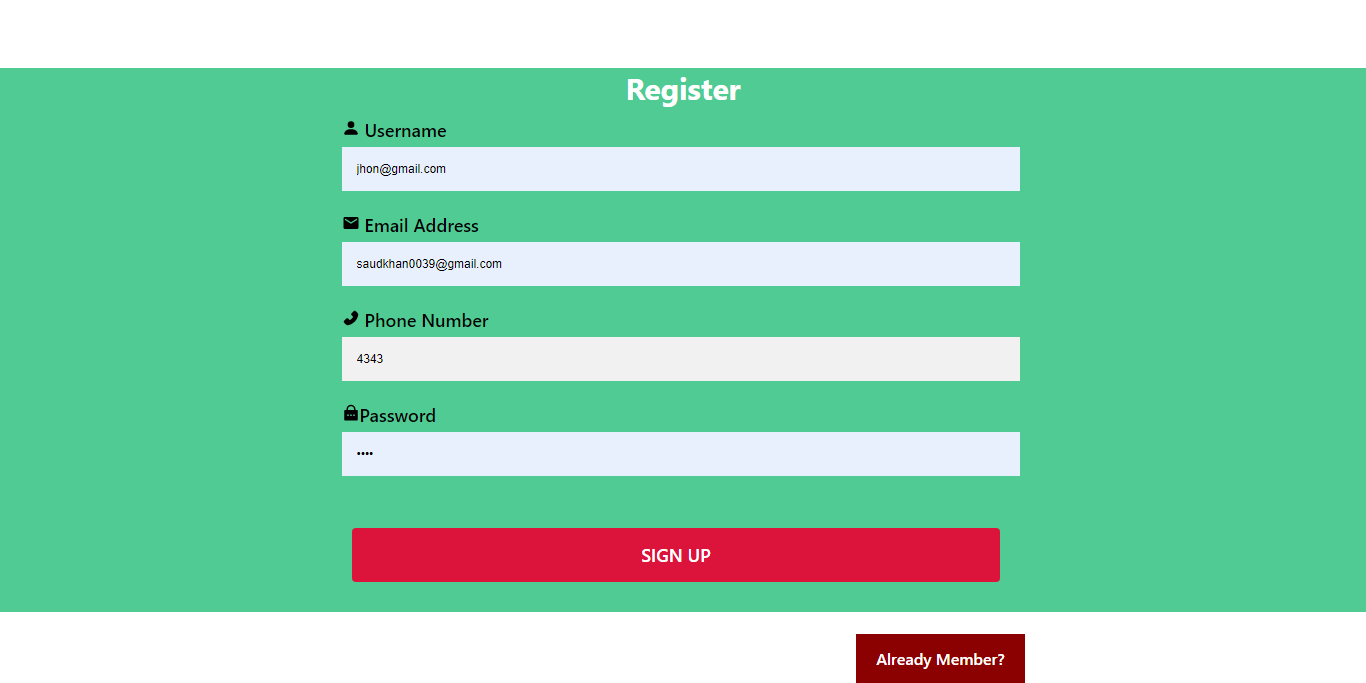 Register
Username
jhon@gmail.com
Email Address
saudkhan0039@gmail.com
Phone Number
4343
Password
••••
SIGN UP
Already Member?